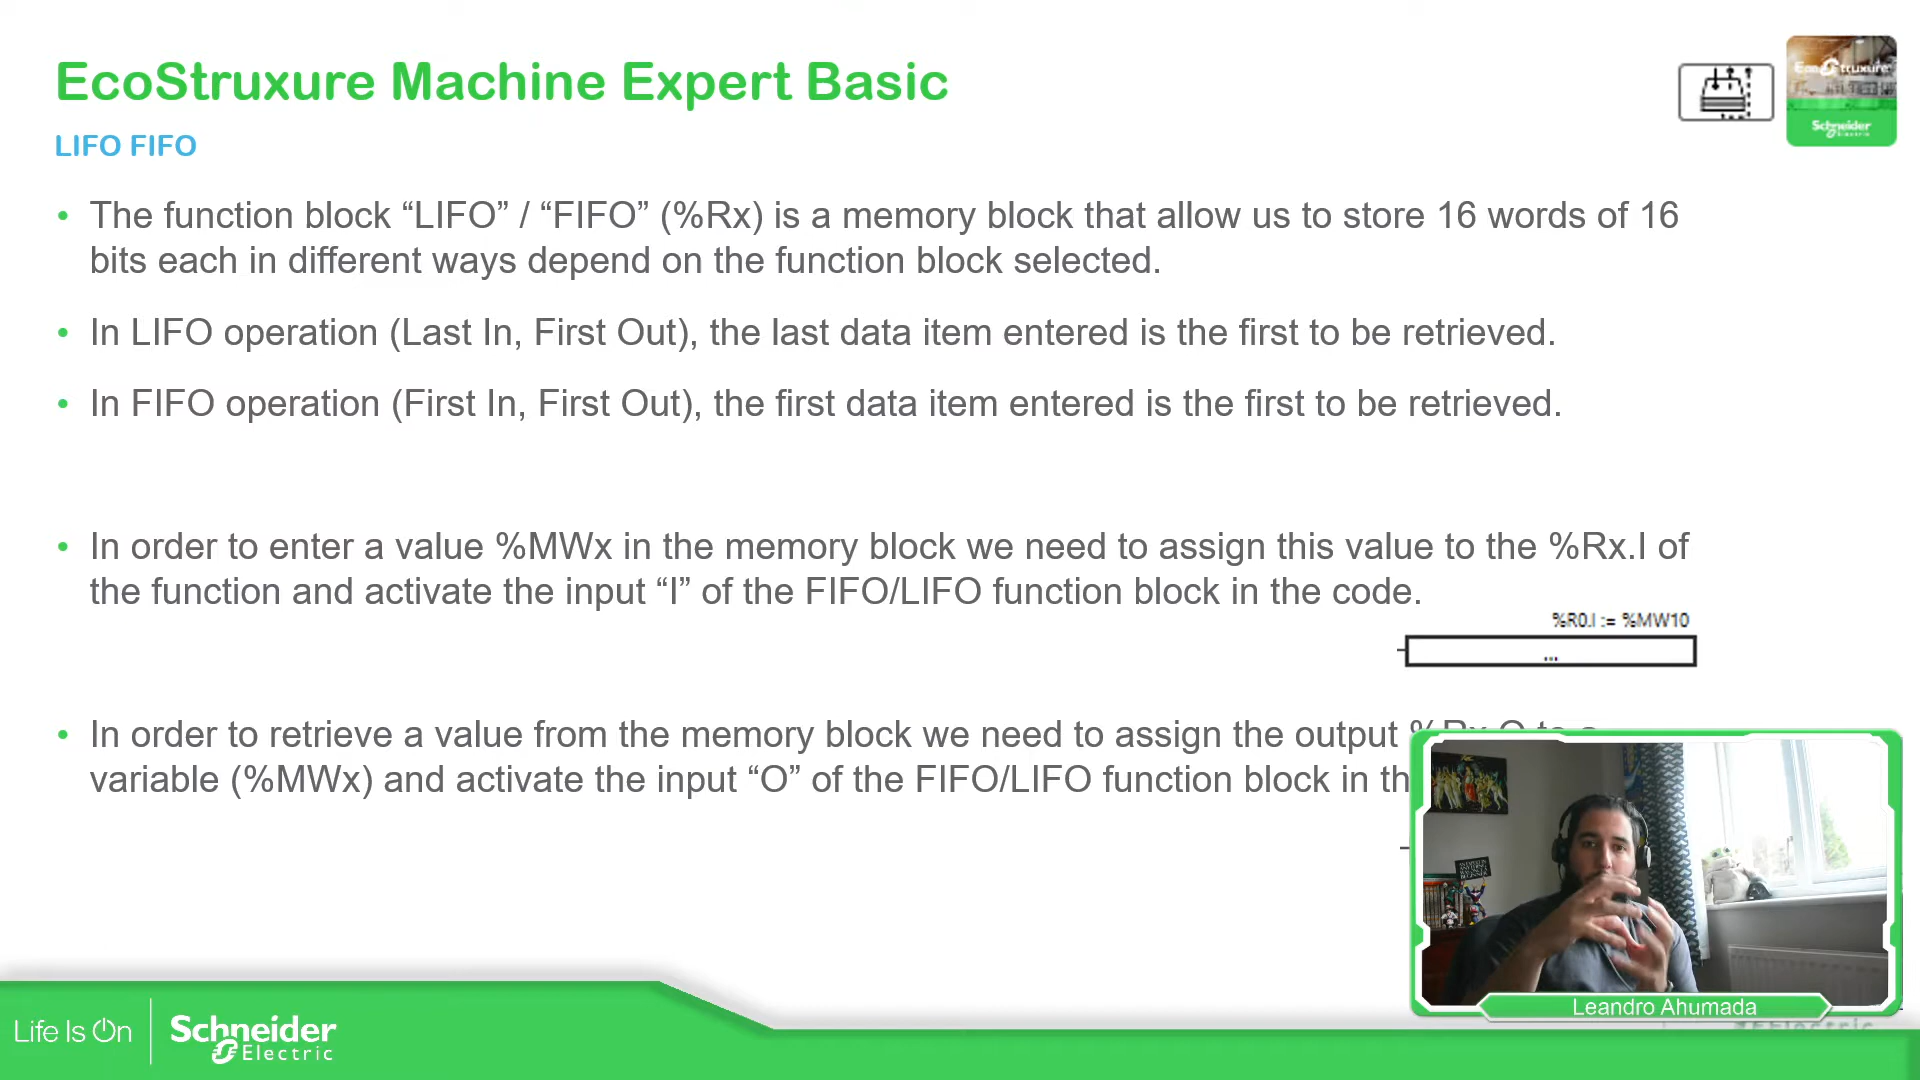 EcoStruxure Machine Expert Basic
LIFO FIFO
EcoStruxure
Schneider
Electric
• The function block “LIFO” / “FIFO” (%Rx) is a memory block that allow us to store 16 words of 16
bits each in different ways depend on the function block selected.
• In LIFO operation (Last In, First Out), the last data item entered is the first to be retrieved.
• In FIFO operation (First In, First Out), the first data item entered is the first to be retrieved.
• In order to enter a value %MWx in the memory block we need to assign this value to the %Rx.I of
the function and activate the input “I” of the FIFO/LIFO function block in the code.
%R0.I := %MW10
...
• In order to retrieve a value from the memory block we need to assign the output %Rx.O to a
variable (%MWx) and activate the input “O” of the FIFO/LIFO function block in th
Leandro Ahumada
Life Is On
Schneider
Electric